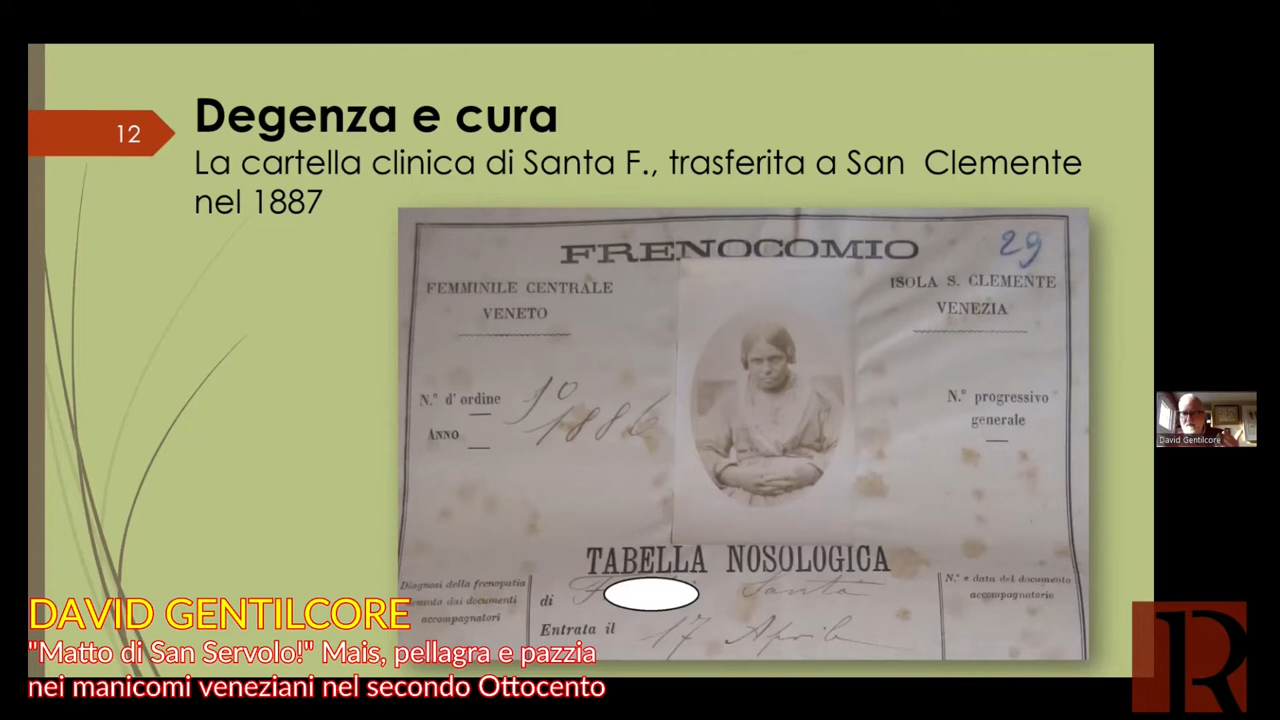 12
Degenza e cura
La cartella clinica di Santa F., trasferita a San Clemente
nel 1887
FRENOCOMIO
29
FEMMINILE CENTRALE
VENETO
ISOLA S. CLEMENTE
VENEZIA
N.° d' ordine
10
ANNO
1886
N.° progressivo
generale
TABELLA NOSOLOGICA
Diagnosi della frenopatia
dai documenti
accompagnatori
di F Santa
Entrata il 17 Aprile
N.° e data del documento
accompagnatorio
David Gentilcore
DAVID GENTILCORE
"Matto di San Servolo!" Mais, pellagra e pazzia
nei manicomi veneziani nel secondo Ottocento
R